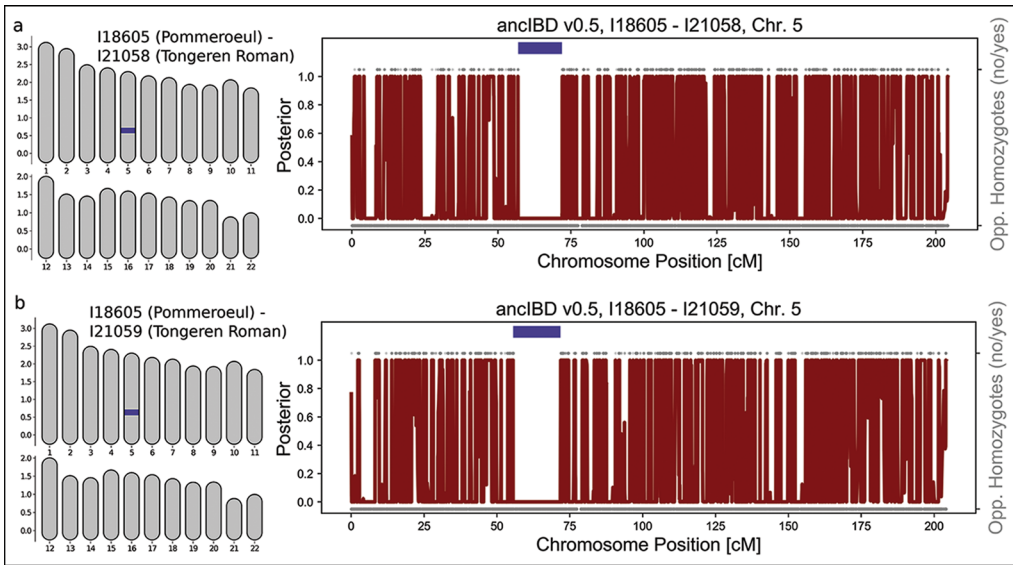 a
I18605 (Pommeroeul) -
I21058 (Tongeren Roman)
3.0
2.5
2.0
1.5
1.0
0.5
0.0
1 2 3 4 5 6 7 8 9 10 11
2.0
1.5
1.0
0.5
0.0
12 13 14 15 16 17 18 19 20 21 22
ancIBD v0.5, I18605 - I21058, Chr. 5
Posterior
1.0
0.8
0.6
0.4
0.2
0.0
0 25 50 75 100 125 150 175 200
Chromosome Position [cM]
Opp. Homozygotes (no/yes)
b
I18605 (Pommeroeul) -
I21059 (Tongeren Roman)
3.0
2.5
2.0
1.5
1.0
0.5
0.0
1 2 3 4 5 6 7 8 9 10 11
2.0
1.5
1.0
0.5
0.0
12 13 14 15 16 17 18 19 20 21 22
ancIBD v0.5, I18605 - I21059, Chr. 5
Posterior
1.0
0.8
0.6
0.4
0.2
0.0
0 25 50 75 100 125 150 175 200
Chromosome Position [cM]
Opp. Homozygotes (no/yes)